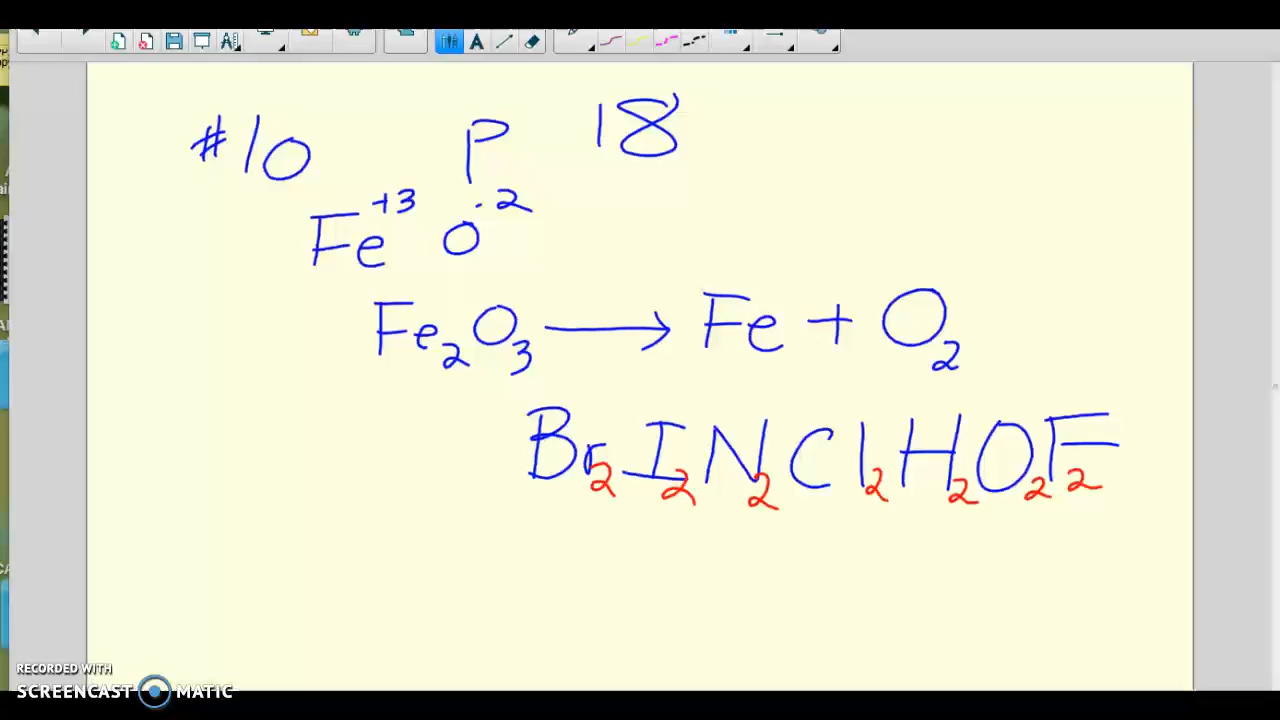 #10 P 18
Fe+3 O-2
Fe2O3 → Fe + O2
Br2 I2 N2 Cl2 H2 O2 F2
RECORDED WITH
SCREENCAST MATIC